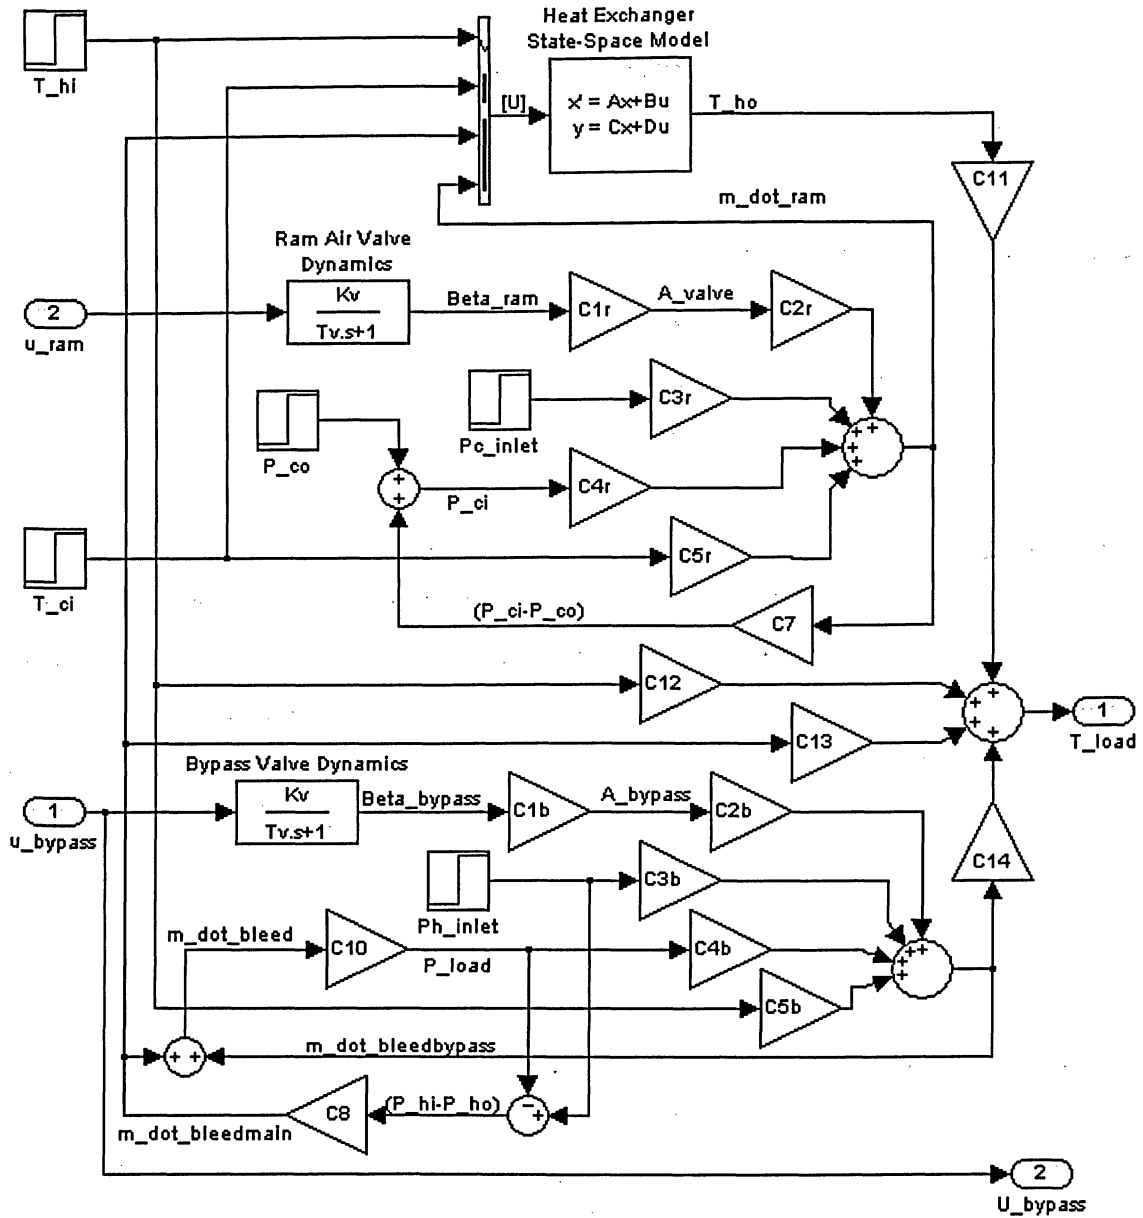 Heat Exchanger
State-Space Model
T_hi
[U]
x' = Ax+Bu
y = Cx+Du
T_ho
C11
m_dot_ram
Ram Air Valve
Dynamics
Kv
Tv.s+1
2
u_ram
Beta_ram
C1r
A_valve
C2r
P_co
Pc_inlet
C3r
+
+
+
+
+
+
P_ci
C4r
T_ci
C5r
(P_ci-P_co)
C7
C12
C13
+
+
+
+
1
T_load
Bypass Valve Dynamics
Kv
Tv.s+1
1
u_bypass
Beta_bypass
C1b
A_bypass
C2b
C14
Ph_inlet
C3b
m_dot_bleed
C10
P_load
C4b
+
+
+
+
C5b
+ +
m_dot_bleedbypass
C8
(P_hi-P_ho)
- +
m_dot_bleedmain
2
U_bypass